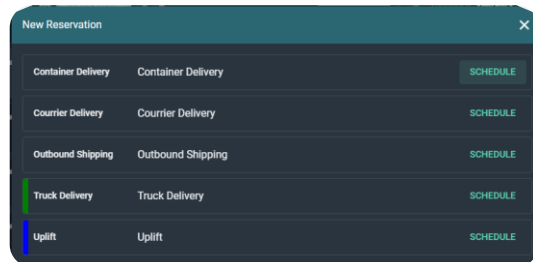 New Reservation
Container Delivery Container Delivery SCHEDULE
Courrier Delivery Courrier Delivery SCHEDULE
Outbound Shipping Outbound Shipping SCHEDULE
Truck Delivery Truck Delivery SCHEDULE
Uplift Uplift SCHEDULE